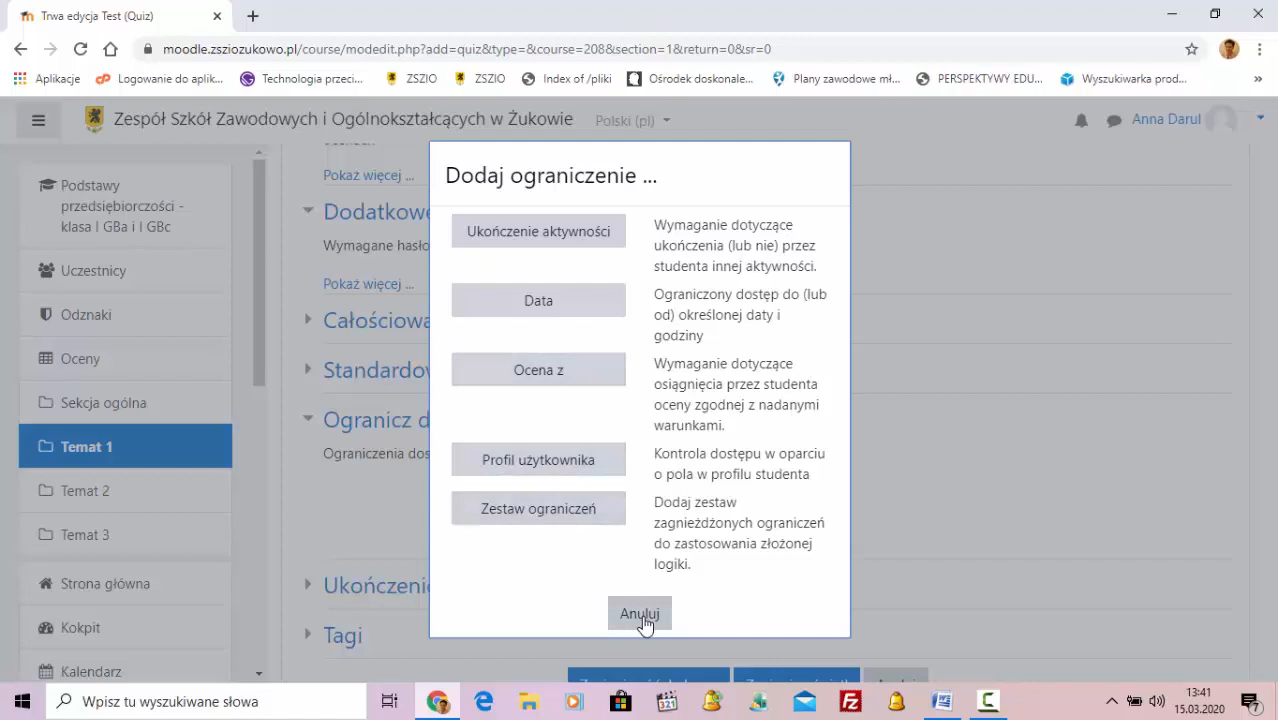 Trwa edycja Test (Quiz)
moodle.zsziozukowo.pl/course/modedit.php?add=quiz&type=&course=208&section=1&return=0&sr=0
Aplikacje Logowanie do aplik... Technologia przeci... ZSZIO ZSZIO Index of /pliki Ośrodek doskonale... Plany zawodowe mł... PERSPEKTYWY EDU... Wyszukiwarka prod... »
Zespół Szkół Zawodowych i Ogólnokształcących w Żukowie Polski (pl) Anna Darul
Podstawy
przedsiębiorczości -
klasa I GBa i I GBc
Uczestnicy
Odznaki
Oceny
Sekcja ogólna
Temat 1
Temat 2
Temat 3
Strona główna
Kokpit
Kalendarz
Pokaż więcej ...
Dodatkowe
Wymagane hasło
Pokaż więcej ...
Ogranicz d
Tagi
Dodaj ograniczenie ...
Ukończenie aktywności
Wymaganie dotyczące
ukończenia (lub nie) przez
studenta innej aktywności.
Data
Ograniczony dostęp do (lub
od) określonej daty i
godziny
Ocena z
Wymaganie dotyczące
osiągnięcia przez studenta
oceny zgodnej z nadanymi
warunkami.
Profil użytkownika
Kontrola dostępu w oparciu
o pola w profilu studenta
Zestaw ograniczeń
Dodaj zestaw
zagnieżdżonych ograniczeń
do zastosowania złożonej
logiki.
Anuluj
Wpisz tu wyszukiwane słowa
13:41
15.03.2020
7